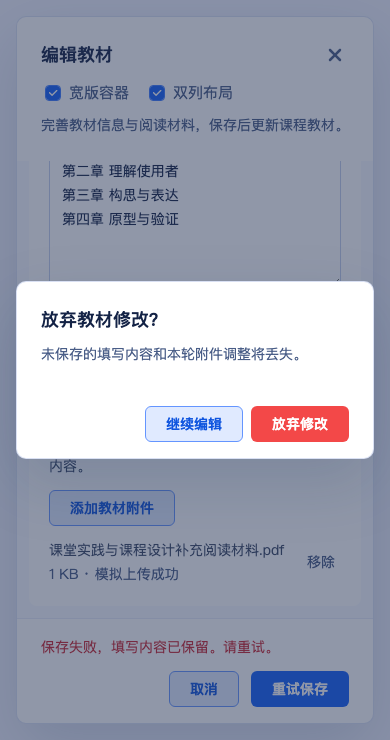 编辑教材
宽版容器 双列布局
完善教材信息与阅读材料，保存后更新课程教材。
第二章 理解使用者
第三章 构思与表达
第四章 原型与验证
放弃教材修改？
未保存的填写内容和本轮附件调整将丢失。
继续编辑 放弃修改
内容。
添加教材附件
课堂实践与课程设计补充阅读材料.pdf
移除
1 KB · 模拟上传成功
保存失败，填写内容已保留。请重试。
取消 重试保存